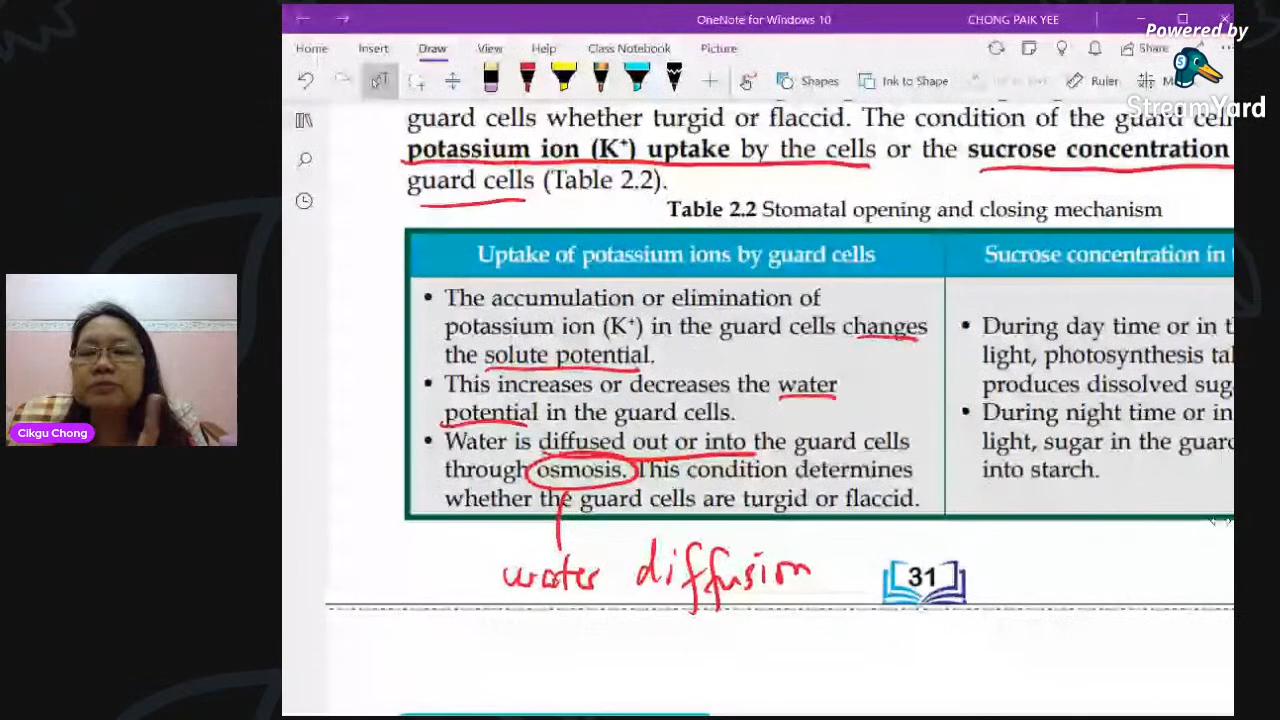 OneNote for Windows 10
CHONG PAIK YEE
Powered by
StreamYard
Home Insert Draw View Help Class Notebook Picture Share
Shapes Ink to Shape Ruler
guard cells whether turgid or flaccid. The condition of the guard cell
potassium ion (K⁺) uptake by the cells or the sucrose concentration
guard cells (Table 2.2).
Table 2.2 Stomatal opening and closing mechanism
Uptake of potassium ions by guard cells
• The accumulation or elimination of
potassium ion (K⁺) in the guard cells changes
the solute potential.
• This increases or decreases the water
potential in the guard cells.
• Water is diffused out or into the guard cells
through osmosis. This condition determines
whether the guard cells are turgid or flaccid.
Sucrose concentration in
• During day time or in t
light, photosynthesis ta
produces dissolved sug
• During night time or in
light, sugar in the guar
into starch.
water diffusion
31
Cikgu Chong